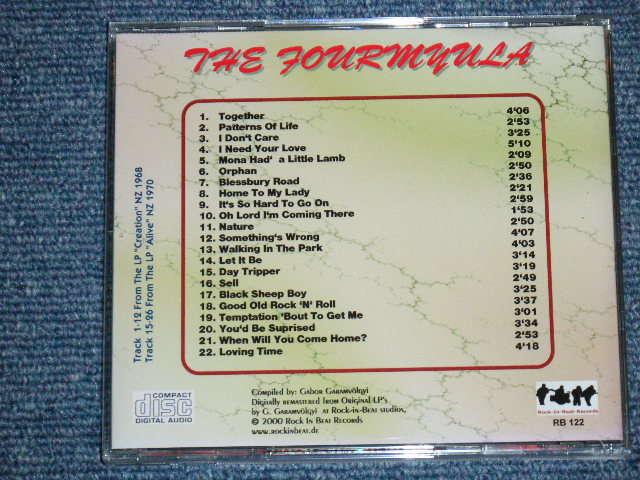 THE FOURMYULA
1. Together 4'06
2. Patterns Of Life 2'53
3. I Don't Care 3'25
4. I Need Your Love 5'10
5. Mona Had' a Little Lamb 2'09
6. Orphan 2'50
7. Blessbury Road 2'36
8. Home To My Lady 2'21
9. It's So Hard To Go On 2'59
10. Oh Lord I'm Coming There 1'53
11. Nature 2'50
12. Something's Wrong 4'07
13. Walking In The Park 4'03
14. Let It Be 3'14
15. Day Tripper 3'19
16. Sell 2'49
17. Black Sheep Boy 3'25
18. Good Old Rock 'N' Roll 3'37
19. Temptation 'Bout To Get Me 3'01
20. You'd Be Suprised 3'34
21. When Will You Come Home? 2'53
22. Loving Time 4'18
Track 1-12 From The LP "Creation" NZ 1968
Track 15-26 From The LP "Alive" NZ 1970
COMPACT
disc
DIGITAL AUDIO
Compiled by: Gabor Garamvölgyi
Digitally remastered from Original LP's
by G. Garamvölgyi at Rock-in-Beat studios,
© 2000 Rock In Beat Records
www.rockinbeat.de
Rock-In-Beat-Records
RB 122